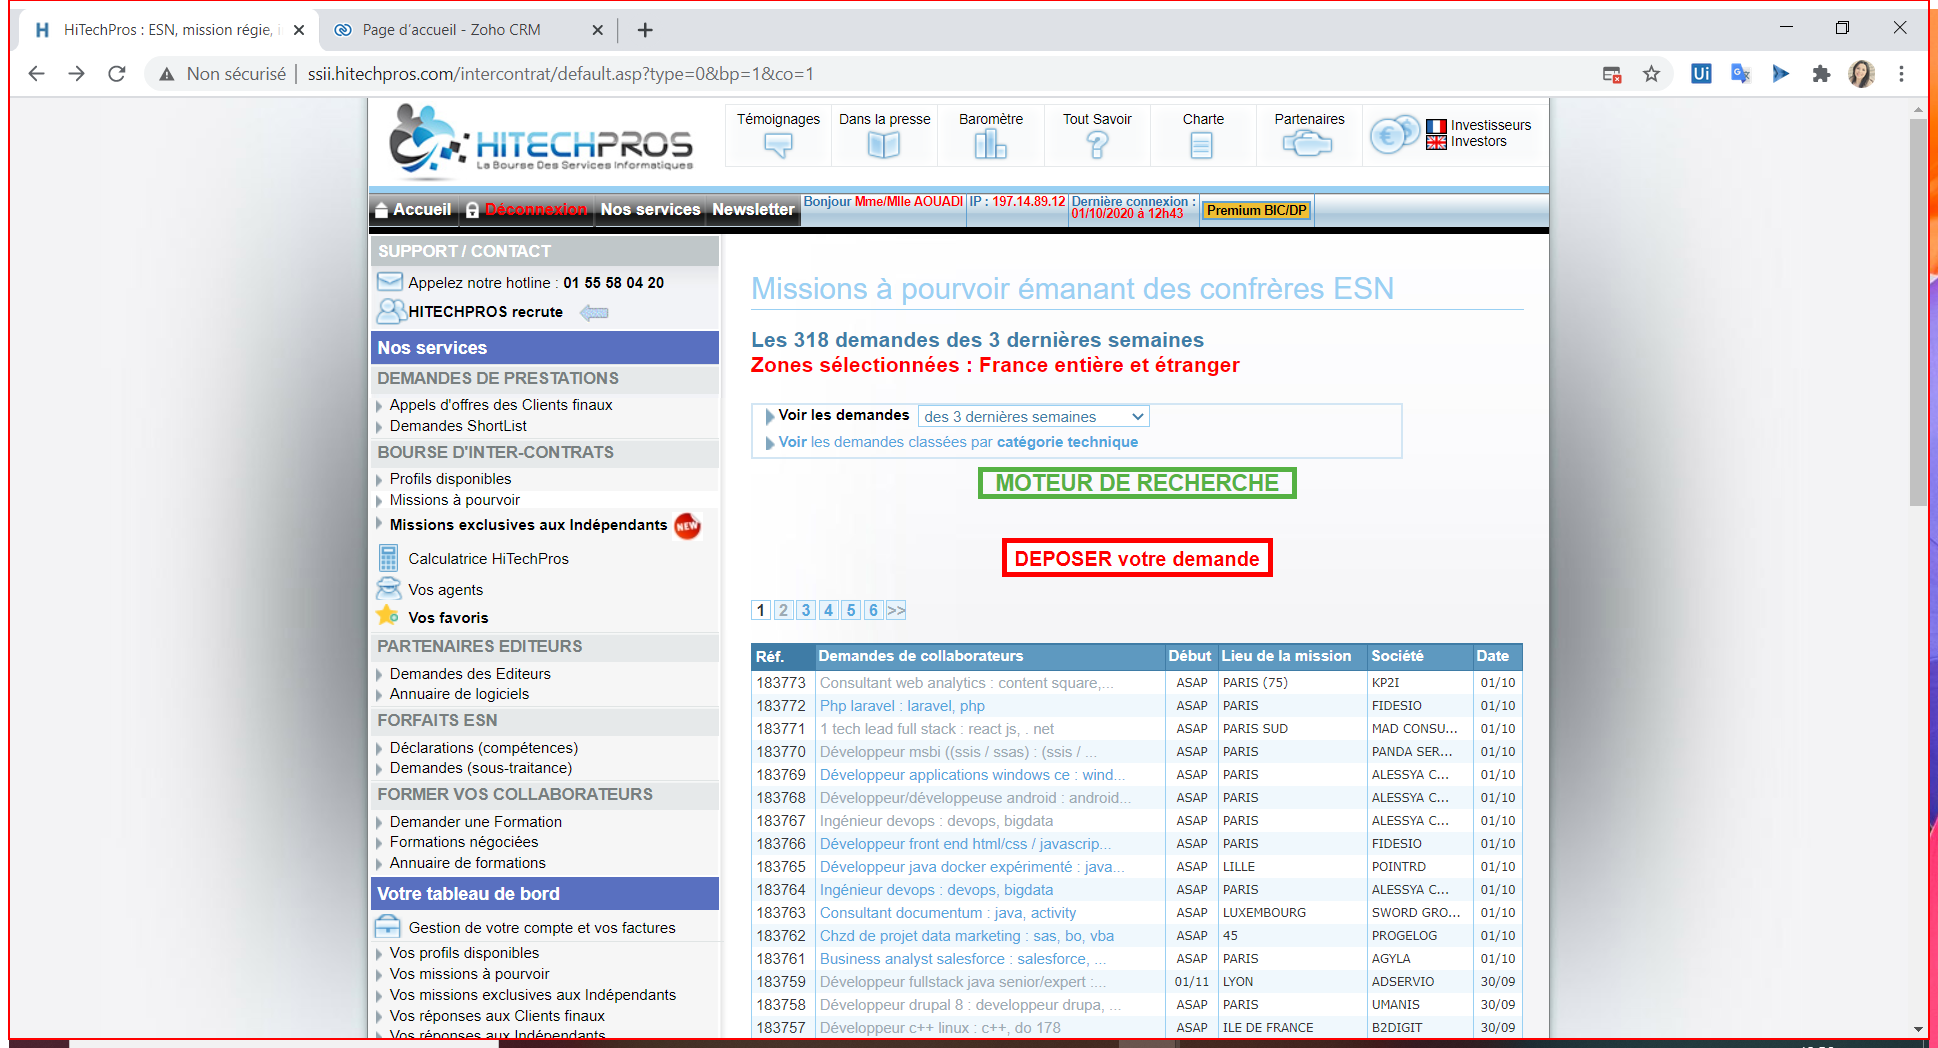 HiTechPros : ESN, mission régie, i
Page d'accueil - Zoho CRM
Non sécurisé | ssii.hitechpros.com/intercontrat/default.asp?type=0&bp=1&co=1
HITECHPROS
La Bourse Des Services Informatiques
Témoignages
Dans la presse
Baromètre
Tout Savoir
Charte
Partenaires
Investisseurs
Investors
Accueil
Déconnexion
Nos services
Newsletter
Bonjour Mme/Mlle AOUADI
IP : 197.14.89.12
Dernière connexion :
01/10/2020 à 12h43
Premium BIC/DP
SUPPORT / CONTACT
Appelez notre hotline : 01 55 58 04 20
HITECHPROS recrute
Nos services
DEMANDES DE PRESTATIONS
Appels d'offres des Clients finaux
Demandes ShortList
BOURSE D'INTER-CONTRATS
Profils disponibles
Missions à pourvoir
Missions exclusives aux Indépendants NEW
Calculatrice HiTechPros
Vos agents
Vos favoris
PARTENAIRES EDITEURS
Demandes des Editeurs
Annuaire de logiciels
FORFAITS ESN
Déclarations (compétences)
Demandes (sous-traitance)
FORMER VOS COLLABORATEURS
Demander une Formation
Formations négociées
Annuaire de formations
Votre tableau de bord
Gestion de votre compte et vos factures
Vos profils disponibles
Vos missions à pourvoir
Vos missions exclusives aux Indépendants
Vos réponses aux Clients finaux
Vos réponses aux Indépendants
Missions à pourvoir émanant des confrères ESN
Les 318 demandes des 3 dernières semaines
Zones sélectionnées : France entière et étranger
Voir les demandes des 3 dernières semaines
Voir les demandes classées par catégorie technique
MOTEUR DE RECHERCHE
DEPOSER votre demande
1 2 3 4 5 6 >>
Réf. Demandes de collaborateurs Début Lieu de la mission Société Date
183773 Consultant web analytics : content square,... ASAP PARIS (75) KP2I 01/10
183772 Php laravel : laravel, php ASAP PARIS FIDESIO 01/10
183771 1 tech lead full stack : react js, . net ASAP PARIS SUD MAD CONSU... 01/10
183770 Développeur msbi ((ssis / ssas) : (ssis / ... ASAP PARIS PANDA SER... 01/10
183769 Développeur applications windows ce : wind... ASAP PARIS ALESSYA C... 01/10
183768 Développeur/développeuse android : android... ASAP PARIS ALESSYA C... 01/10
183767 Ingénieur devops : devops, bigdata ASAP PARIS ALESSYA C... 01/10
183766 Développeur front end html/css / javascrip... ASAP PARIS FIDESIO 01/10
183765 Développeur java docker expérimenté : java... ASAP LILLE POINTRD 01/10
183764 Ingénieur devops : devops, bigdata ASAP PARIS ALESSYA C... 01/10
183763 Consultant documentum : java, activity ASAP LUXEMBOURG SWORD GRO... 01/10
183762 Chzd de projet data marketing : sas, bo, vba ASAP 45 PROGELOG 01/10
183761 Business analyst salesforce : salesforce, ... ASAP PARIS AGYLA 01/10
183759 Développeur fullstack java senior/expert :... 01/11 LYON ADSERVIO 30/09
183758 Développeur drupal 8 : developpeur drupa, ... ASAP PARIS UMANIS 30/09
183757 Développeur c++ linux : c++, do 178 ASAP ILE DE FRANCE B2DIGIT 30/09